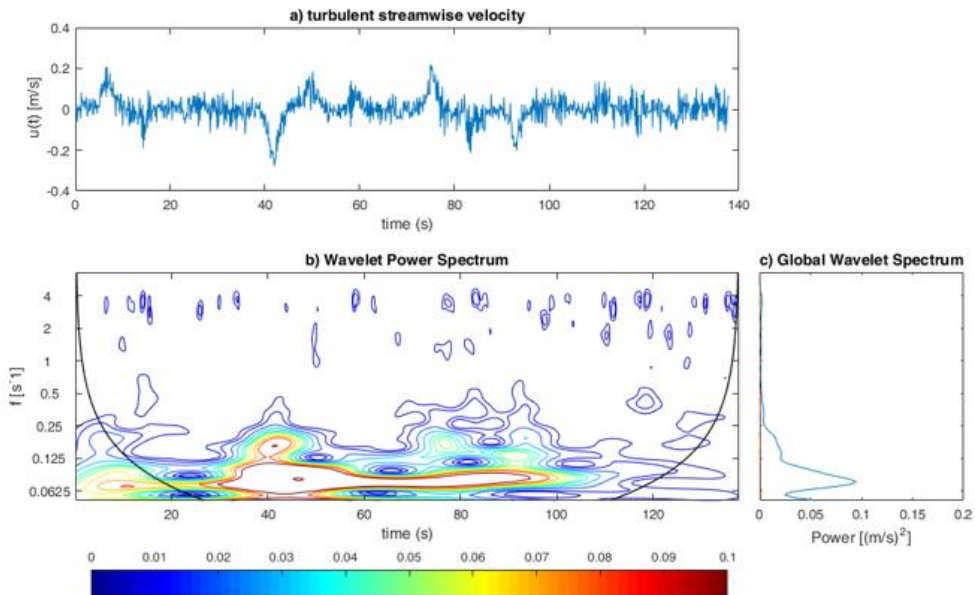 a) turbulent streamwise velocity
0.4
0.2
0
-0.2
-0.4
u(t) [m/s]
0 20 40 60 80 100 120 140
time (s)
b) Wavelet Power Spectrum
4
2
1
0.5
0.25
0.125
0.0625
f [s^-1]
20 40 60 80 100 120
time (s)
c) Global Wavelet Spectrum
0 0.05 0.1 0.15 0.2
Power [(m/s)²]
0 0.01 0.02 0.03 0.04 0.05 0.06 0.07 0.08 0.09 0.1